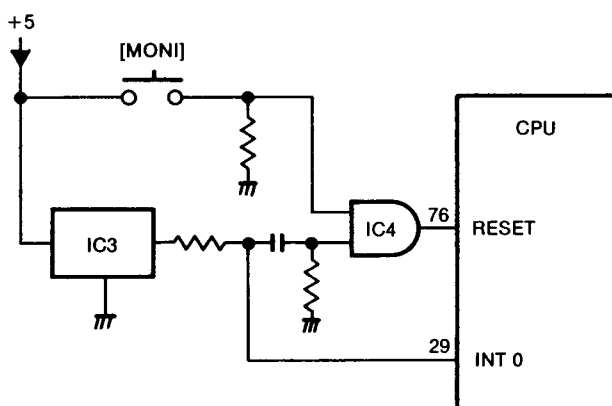 +5
[MONI]
CPU
IC3
IC4
76
RESET
29
INT 0